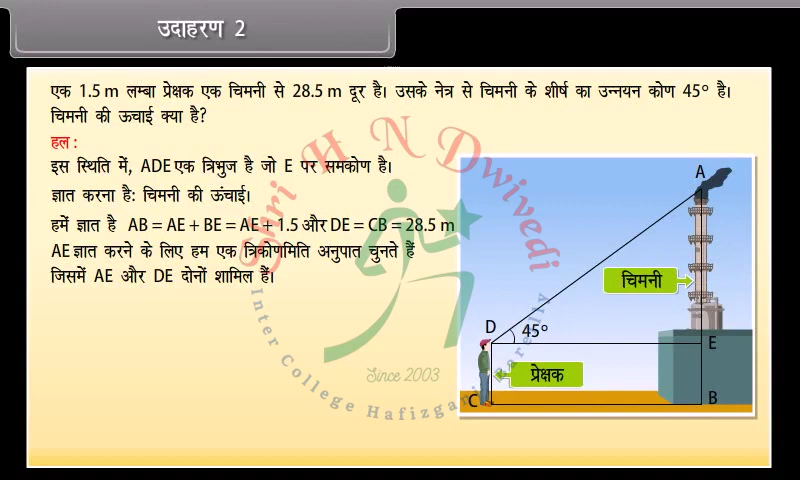 उदाहरण 2
एक 1.5 m लम्बा प्रेक्षक एक चिमनी से 28.5 m दूर है। उसके नेत्र से चिमनी के शीर्ष का उन्नयन कोण 45° है।
चिमनी की ऊचाई क्या है?
हल :
इस स्थिति में, ADE एक त्रिभुज है जो E पर समकोण है।
ज्ञात करना है: चिमनी की ऊंचाई।
हमें ज्ञात है AB = AE + BE = AE + 1.5 और DE = CB = 28.5 m
AE ज्ञात करने के लिए हम एक त्रिकोणमिति अनुपात चुनते हैं
जिसमें AE और DE दोनों शामिल हैं।
A
चिमनी
D
45°
E
प्रेक्षक
C
B
Shri H N Dwivedi
Inter College Hafizganj Bareilly
Since 2003